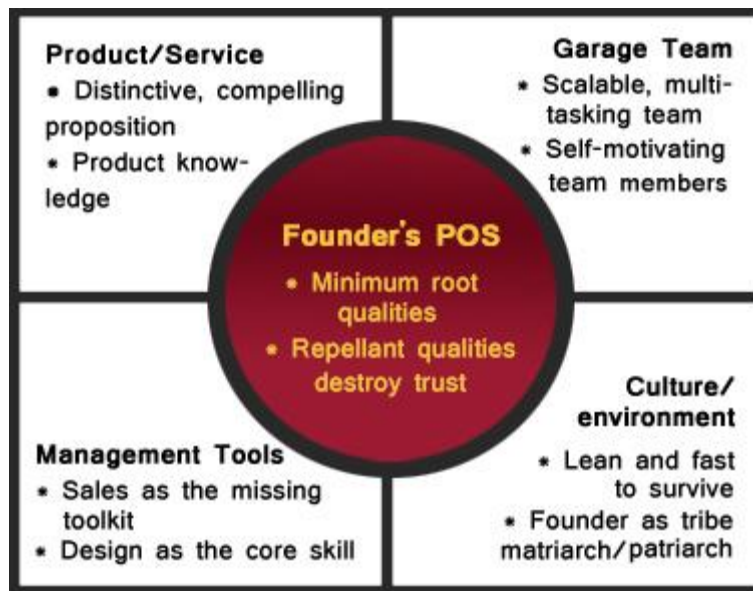 Product/Service
* Distinctive, compelling
proposition
* Product know-
ledge
Garage Team
* Scalable, multi-
tasking team
* Self-motivating
team members
Founder's POS
* Minimum root
qualities
* Repellant qualities
destroy trust
Management Tools
* Sales as the missing
toolkit
* Design as the core skill
Culture/
environment
* Lean and fast
to survive
* Founder as tribe
matriarch/patriarch